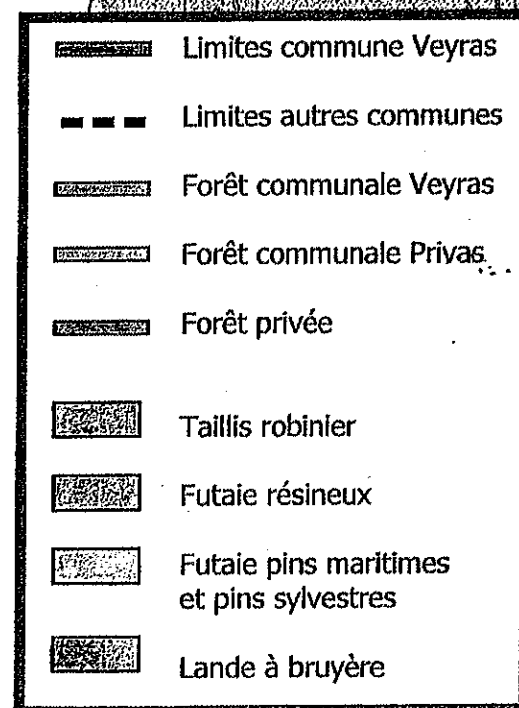 Limites commune Veyras
Limites autres communes
Forêt communale Veyras
Forêt communale Privas
Forêt privée
Taillis robinier
Futaie résineux
Futaie pins maritimes
et pins sylvestres
Lande à bruyère